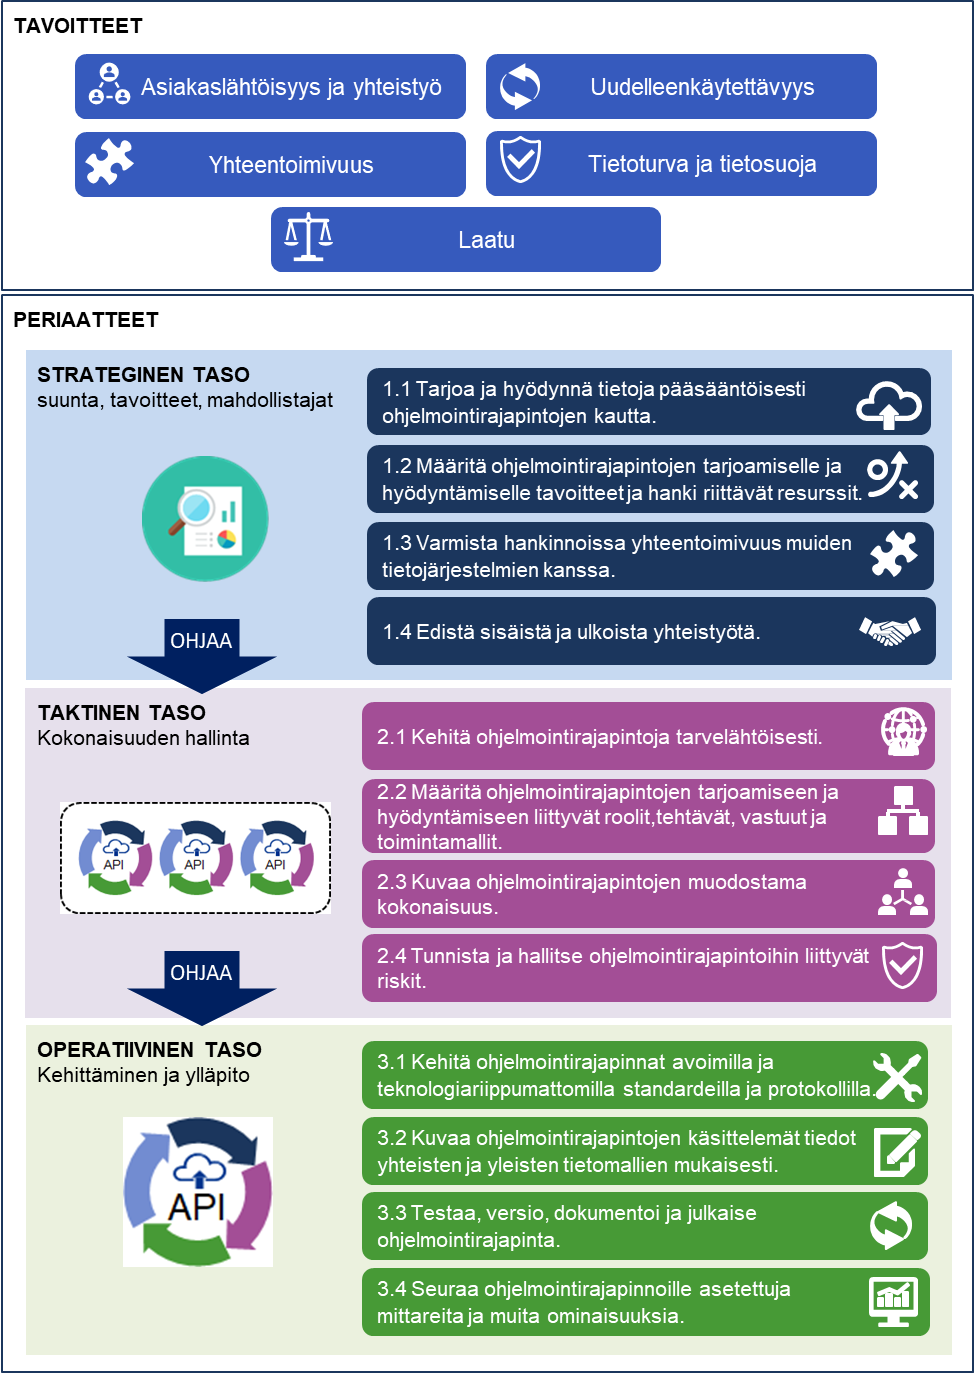 TAVOITTEET
Asiakaslähtöisyys ja yhteistyö
Uudelleenkäytettävyys
Yhteentoimivuus
Tietoturva ja tietosuoja
Laatu
PERIAATTEET
STRATEGINEN TASO
suunta, tavoitteet, mahdollistajat
1.1 Tarjoa ja hyödynnä tietoja pääsääntöisesti
ohjelmointirajapintojen kautta.
1.2 Määritä ohjelmointirajapintojen tarjoamiselle ja
hyödyntämiselle tavoitteet ja hanki riittävät resurssit.
1.3 Varmista hankinnoissa yhteentoimivuus muiden
tietojärjestelmien kanssa.
1.4 Edistä sisäistä ja ulkoista yhteistyötä.
OHJAA
TAKTINEN TASO
Kokonaisuuden hallinta
2.1 Kehitä ohjelmointirajapintoja tarvelähtöisesti.
2.2 Määritä ohjelmointirajapintojen tarjoamiseen ja
hyödyntämiseen liittyvät roolit,tehtävät, vastuut ja
toimintamallit.
API
API
API
2.3 Kuvaa ohjelmointirajapintojen muodostama
kokonaisuus.
2.4 Tunnista ja hallitse ohjelmointirajapintoihin liittyvät
riskit.
OHJAA
OPERATIIVINEN TASO
Kehittäminen ja ylläpito
3.1 Kehitä ohjelmointirajapinnat avoimilla ja
teknologiariippumattomilla standardeilla ja protokollilla.
3.2 Kuvaa ohjelmointirajapintojen käsittelemät tiedot
yhteisten ja yleisten tietomallien mukaisesti.
API
3.3 Testaa, versio, dokumentoi ja julkaise
ohjelmointirajapinta.
3.4 Seuraa ohjelmointirajapinnoille asetettuja
mittareita ja muita ominaisuuksia.